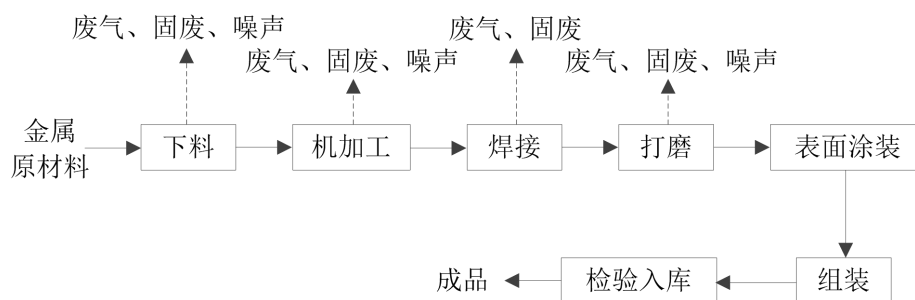 废气、固废、噪声
废气、固废
废气、固废、噪声
废气、固废、噪声
金属
原材料
下料
机加工
焊接
打磨
表面涂装
成品
检验入库
组装